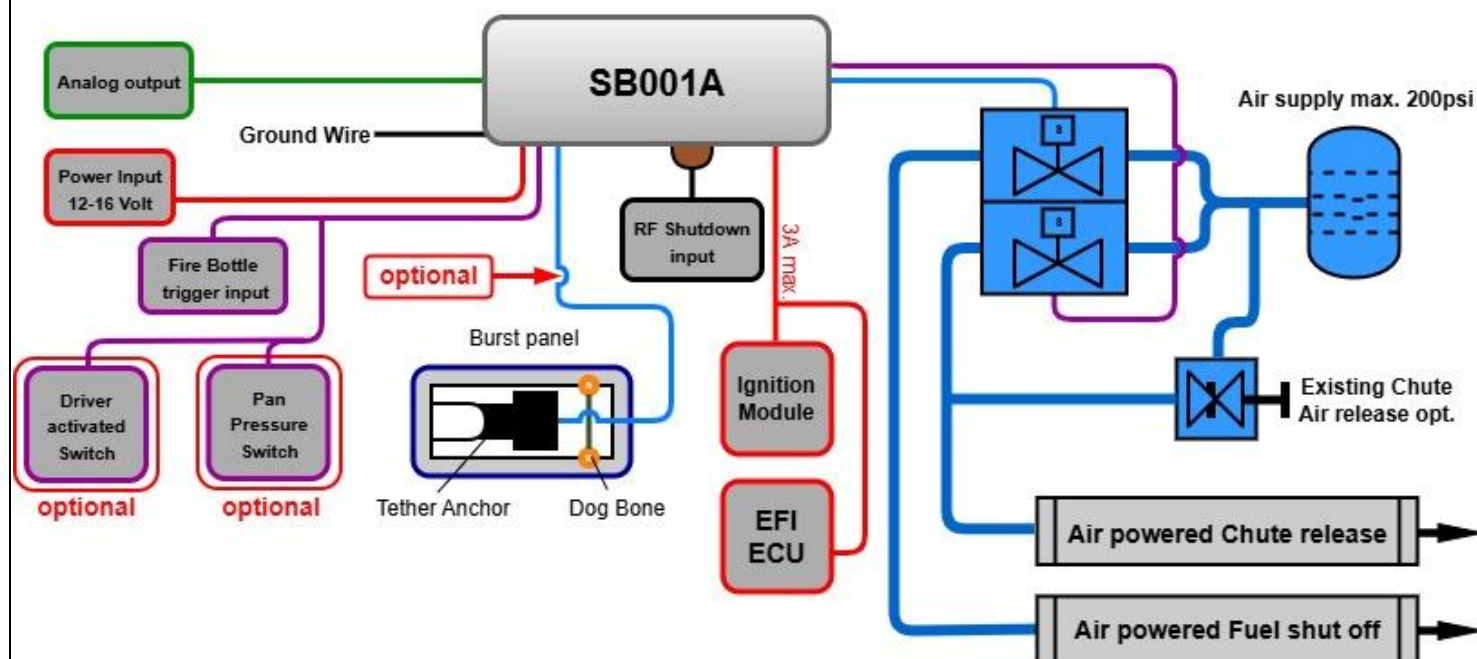 SB001A
Analog output
Ground Wire
Power Input
12-16 Volt
Fire Bottle
trigger input
optional
RF Shutdown
input
3A max.
Air supply max. 200psi
S
S
Driver
activated
Switch
optional
Pan
Pressure
Switch
optional
Burst panel
Tether Anchor
Dog Bone
Ignition
Module
EFI
ECU
Existing Chute
Air release opt.
Air powered Chute release
Air powered Fuel shut off